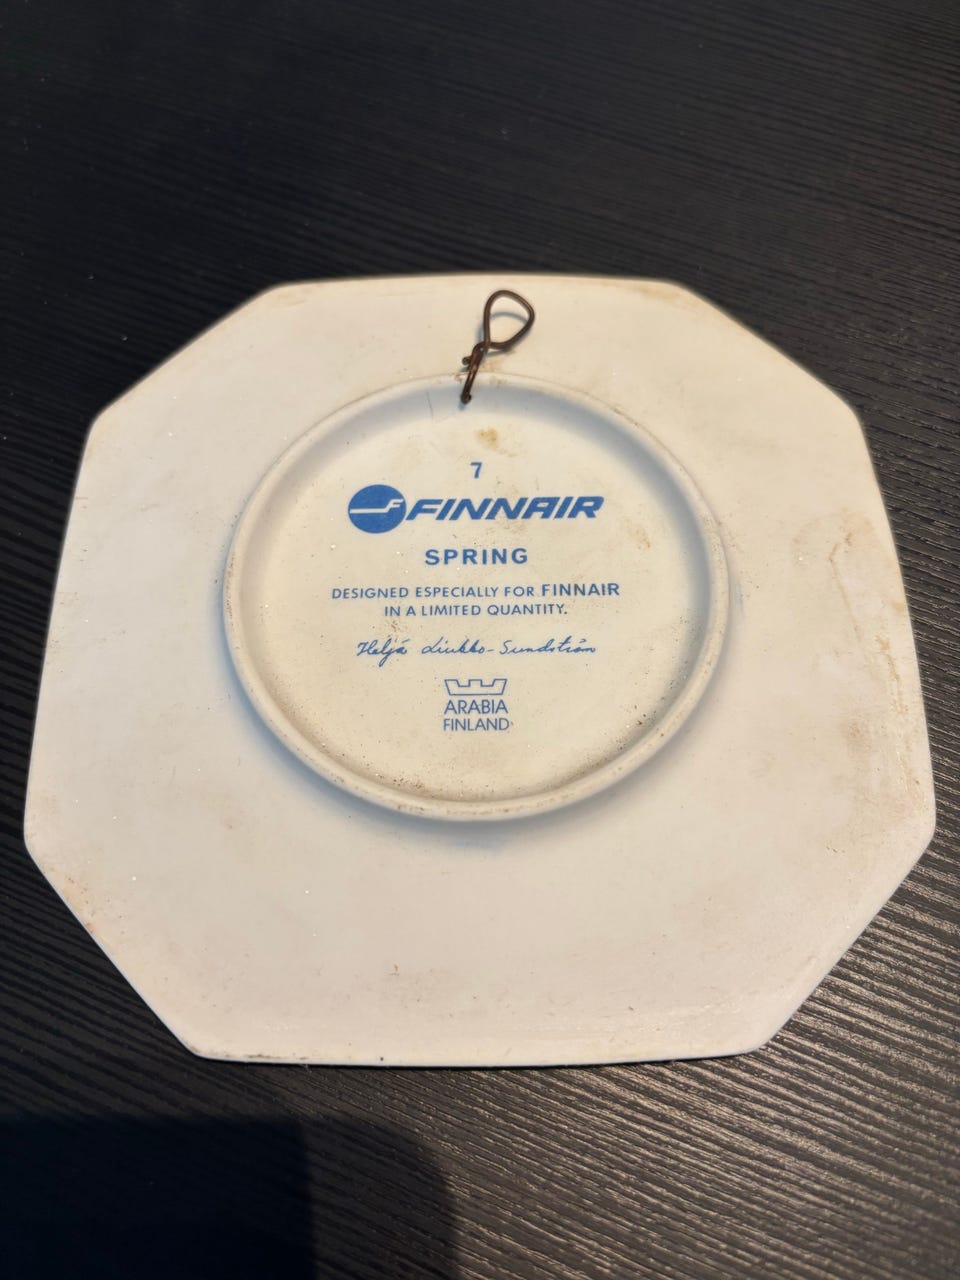 7
FINNAIR
SPRING
DESIGNED ESPECIALLY FOR FINNAIR
IN A LIMITED QUANTITY.
Heljä Liukko-Sundström
ARABIA
FINLAND